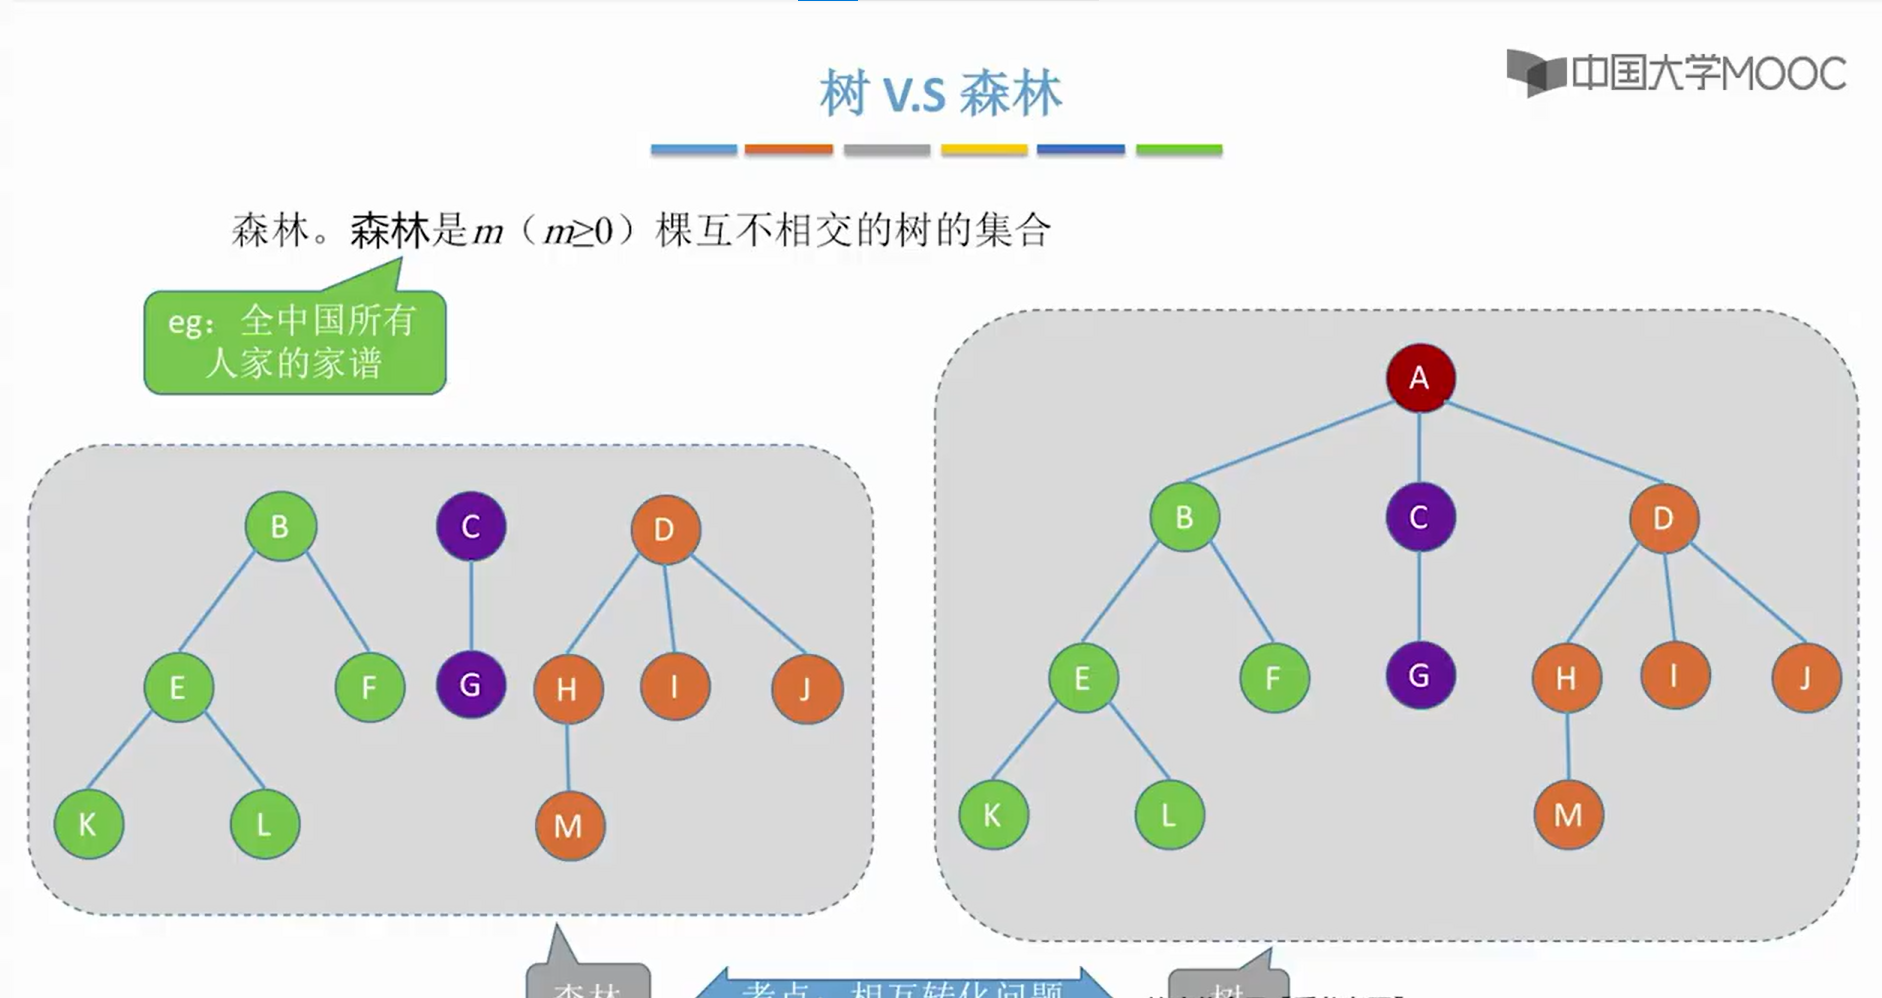 中国大学MOOC
树 V.S 森林
森林。森林是m（m≥0）棵互不相交的树的集合
eg：全中国所有
人家的家谱
A
B C D
B C D
E F G H I J
E F G H I J
K L M
K L M
森林
考点：相互转化问题
树